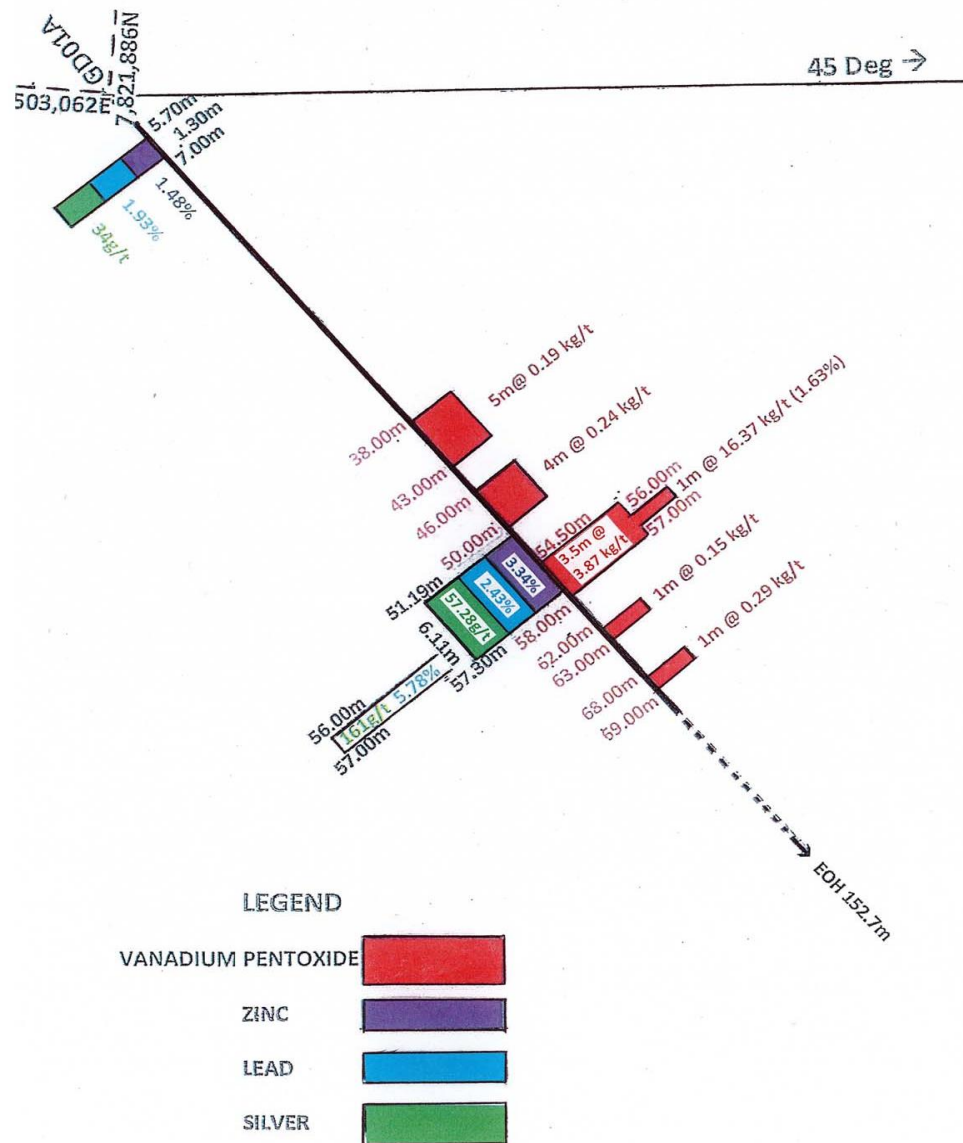 GD01A
7,821,886N
503,062E
45 Deg →
5.70m
1.30m
7.00m
1.48%
1.93%
34g/t
5m@ 0.19 kg/t
38.00m
43.00m
4m @ 0.24 kg/t
46.00m
50.00m
54.50m
56.00m
1m @ 16.37 kg/t (1.63%)
57.00m
3.5m @
3.87 kg/t
58.00m
3.34%
2.43%
57.28g/t
51.19m
6.11m
57.30m
56.00m
161g/t 5.78%
57.00m
1m @ 0.15 kg/t
62.00m
63.00m
1m @ 0.29 kg/t
68.00m
69.00m
EOH 152.7m
LEGEND
VANADIUM PENTOXIDE
ZINC
LEAD
SILVER